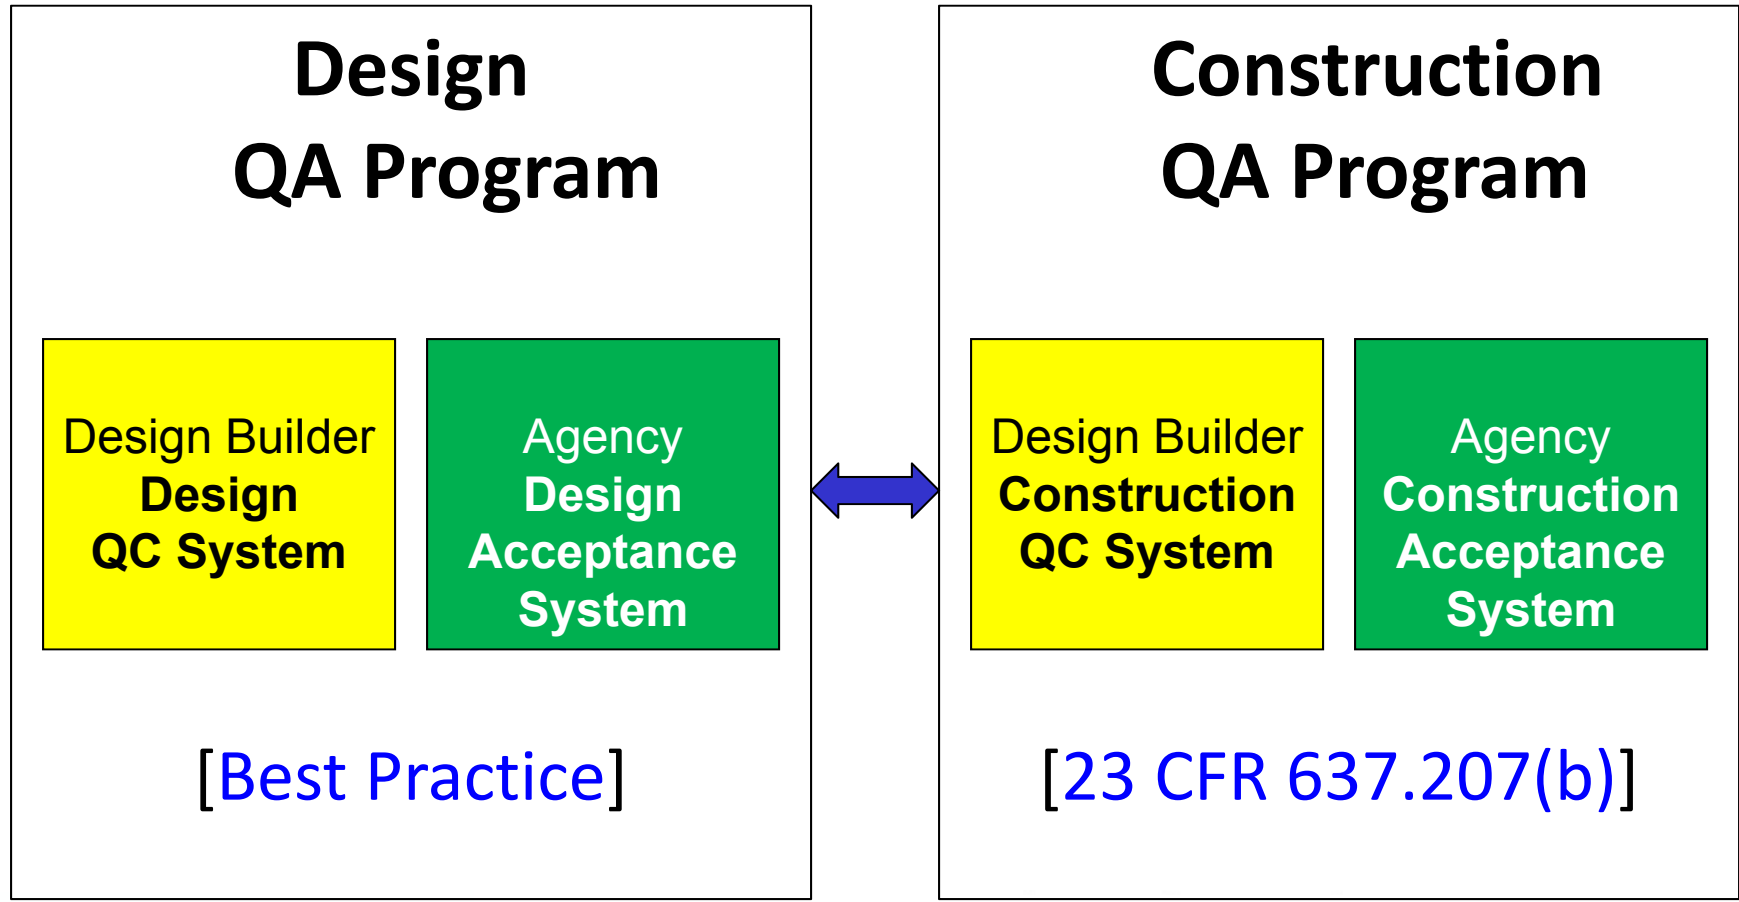 Design
QA Program
Design Builder
Design
QC System
Agency
Design
Acceptance
System
[Best Practice]
Construction
QA Program
Design Builder
Construction
QC System
Agency
Construction
Acceptance
System
[23 CFR 637.207(b)]